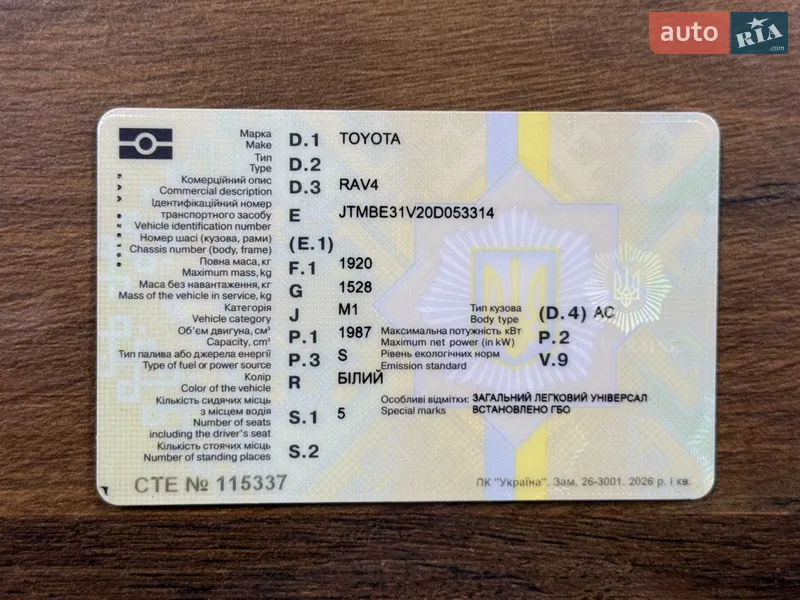 auto RIA .com
Марка
Make D.1 TOYOTA
Тип
Type D.2
Комерційний опис
Commercial description D.3 RAV4
Ідентифікаційний номер
транспортного засобу
Vehicle identification number E JTMBE31V20D053314
Номер шасі (кузова, рами)
Chassis number (body, frame) (E.1)
Повна маса, кг
Maximum mass, kg F.1 1920
Маса без навантаження, кг
Mass of the vehicle in service, kg G 1528
Категорія
Vehicle category J M1
Тип кузова
Body type (D.4) АС
Об'єм двигуна, см³
Capacity, cm³ P.1 1987
Максимальна потужність кВт
Maximum net power (in kW) P.2
Тип палива або джерела енергії
Type of fuel or power source P.3 S
Рівень екологічних норм
Emission standard V.9
Колір
Color of the vehicle R БІЛИЙ
Кількість сидячих місць
з місцем водія
Number of seats
including the driver's seat S.1 5
Особливі відмітки: ЗАГАЛЬНИЙ ЛЕГКОВИЙ УНІВЕРСАЛ
Special marks ВСТАНОВЛЕНО ГБО
Кількість стоячих місць
Number of standing places S.2
СТЕ № 115337
ПК "Україна". Зам. 26-3001. 2026 р. І кв.